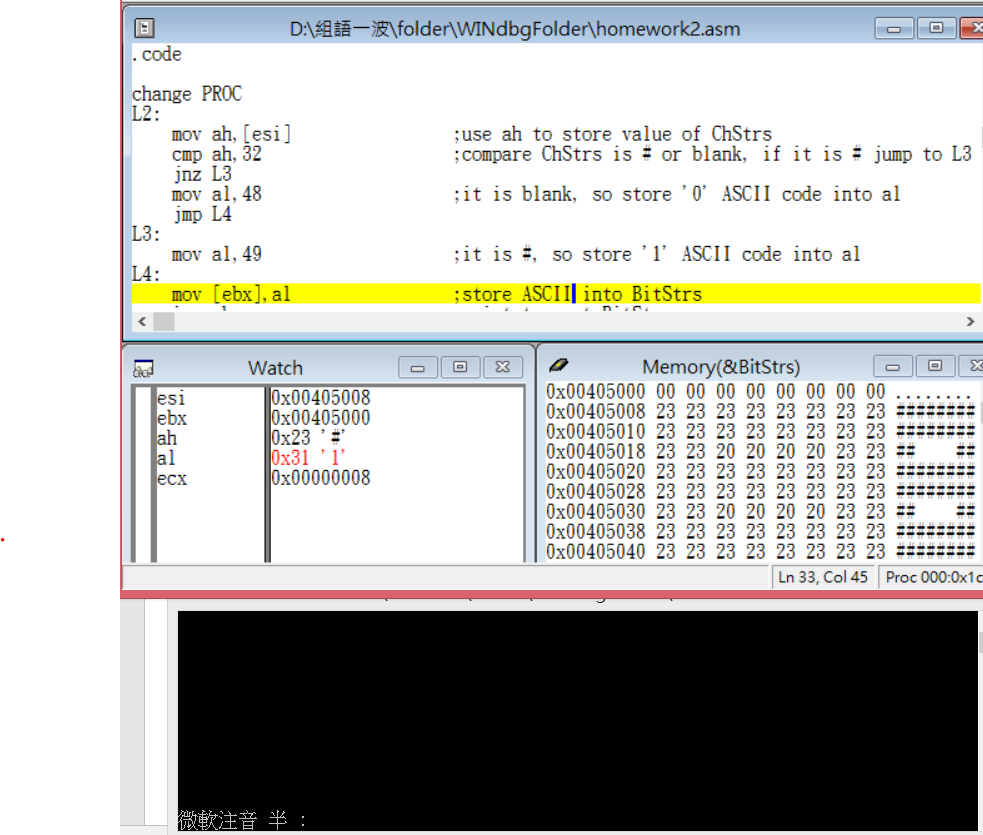 D:\組語一波\folder\WINdbgFolder\homework2.asm
.code
change PROC
L2:
mov ah,[esi] ;use ah to store value of ChStrs
cmp ah,32 ;compare ChStrs is # or blank, if it is # jump to L3
jnz L3
mov al,48 ;it is blank, so store '0' ASCII code into al
jmp L4
L3:
mov al,49 ;it is #, so store '1' ASCII code into al
L4:
mov [ebx],al ;store ASCII into BitStrs
Watch
esi 0x00405008
ebx 0x00405000
ah 0x23 '#'
al 0x31 '1'
ecx 0x00000008
Memory(&BitStrs)
0x00405000 00 00 00 00 00 00 00 00 ........
0x00405008 23 23 23 23 23 23 23 23 ########
0x00405010 23 23 23 23 23 23 23 23 ########
0x00405018 23 23 20 20 20 20 23 23 ##    ##
0x00405020 23 23 23 23 23 23 23 23 ########
0x00405028 23 23 23 23 23 23 23 23 ########
0x00405030 23 23 20 20 20 20 23 23 ##    ##
0x00405038 23 23 23 23 23 23 23 23 ########
0x00405040 23 23 23 23 23 23 23 23 ########
Ln 33, Col 45 Proc 000:0x1c
微軟注音 半 :